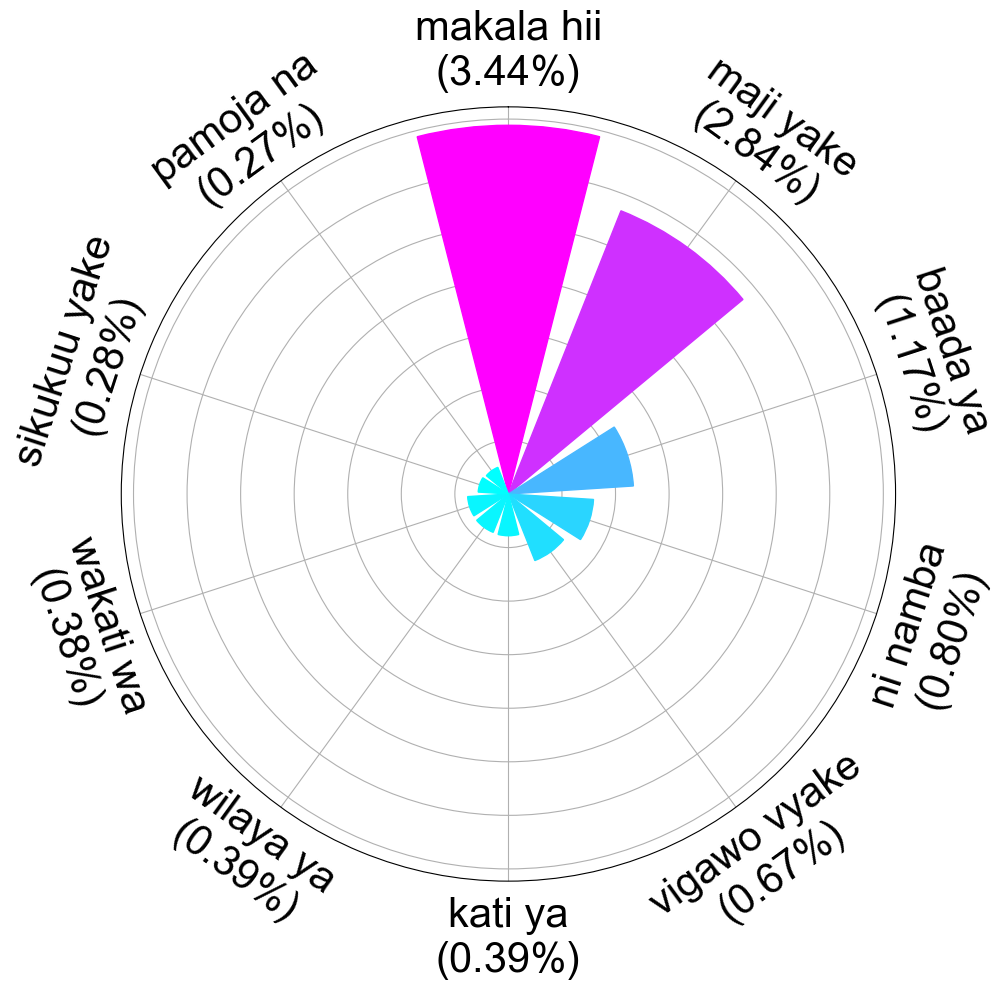 makala hii
(3.44%)
maji yake
(2.84%)
baada ya
(1.17%)
ni namba
(0.80%)
vigawo vyake
(0.67%)
kati ya
(0.39%)
wilaya ya
(0.39%)
wakati wa
(0.38%)
sikukuu yake
(0.28%)
pamoja na
(0.27%)